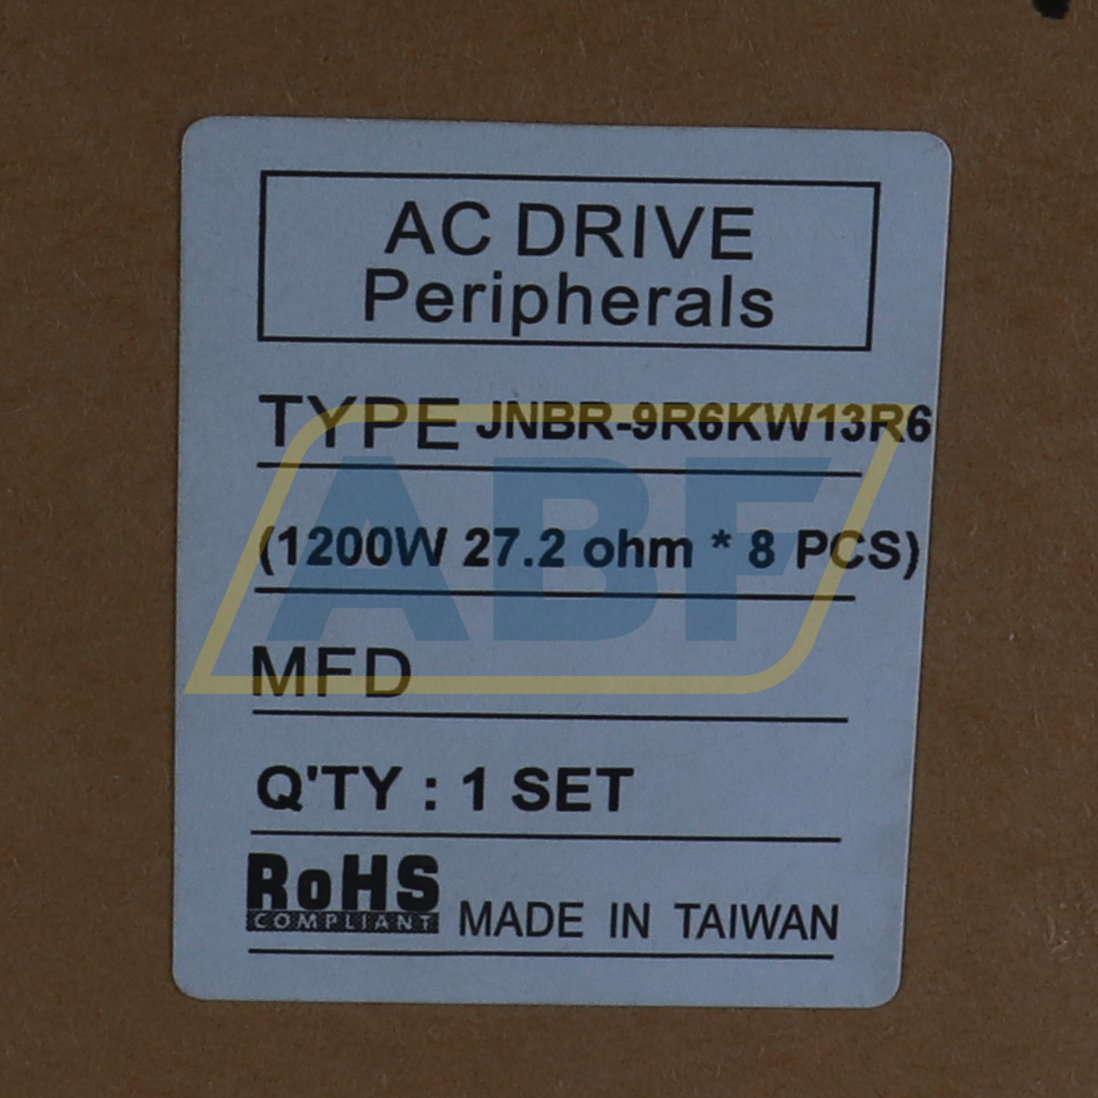 AC DRIVE
Peripherals
TYPE JNBR-9R6KW13R6
(1200W 27.2 ohm * 8 PCS)
ABF
MFD
Q'TY : 1 SET
RoHS
COMPLIANT MADE IN TAIWAN